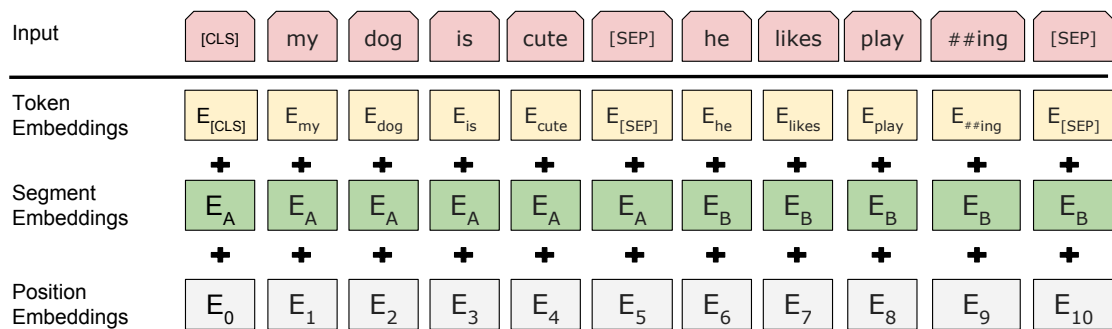 Input [CLS] my dog is cute [SEP] he likes play ##ing [SEP]
Token
Embeddings E[CLS] Emy Edog Eis Ecute E[SEP] Ehe Elikes Eplay E##ing E[SEP]
+ + + + + + + + + + +
Segment
Embeddings EA EA EA EA EA EA EB EB EB EB EB
+ + + + + + + + + + +
Position
Embeddings E0 E1 E2 E3 E4 E5 E6 E7 E8 E9 E10